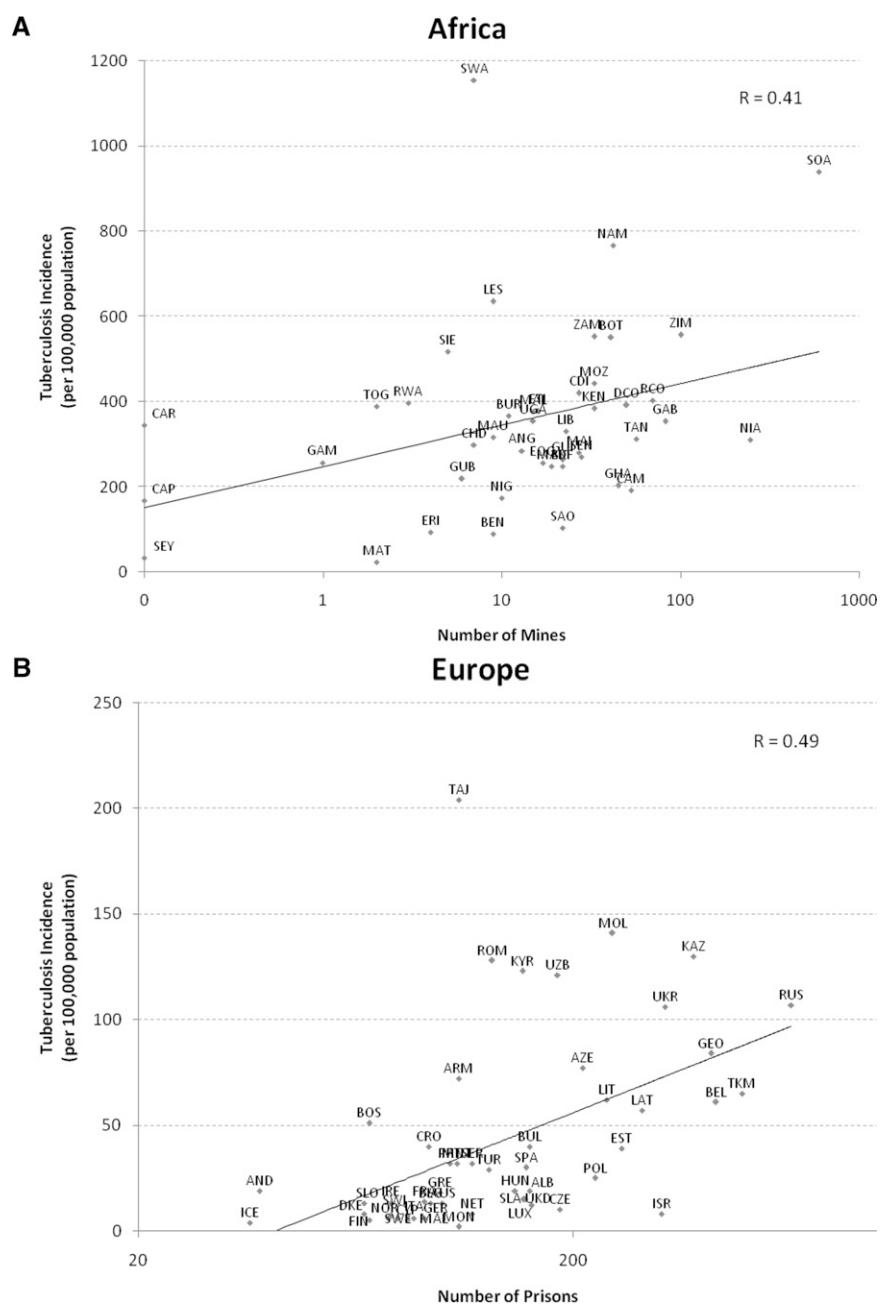 A
Africa
R = 0.41
Tuberculosis Incidence
(per 100,000 population)
1200
1000
800
600
400
200
0
SWA
SOA
NAM
LES
ZAM
BOT
ZIM
SIE
MOZ
CDI
TOG
RWA
KEN
DCO
RCO
BUR
UGA
GAB
CAR
MAU
LIB
TAN
NIA
CHD
ANG
GAM
GUB
GHA
CAM
CAP
NIG
SAO
ERI
BEN
SEY
MAT
0
1
10
100
1000
Number of Mines
B
Europe
R = 0.49
Tuberculosis Incidence
(per 100,000 population)
250
200
150
100
50
0
TAJ
MOL
ROM
KYR
UZB
KAZ
UKR
RUS
GEO
AZE
ARM
LIT
LAT
BEL
TKM
BOS
CRO
BUL
EST
TUR
SPA
POL
AND
SLO
GRE
HUN
ALB
SLA
UKD
ICE
DKE
NOR
GER
NET
CZE
ISR
FIN
SWE
MAL
MON
LUX
20
200
Number of Prisons